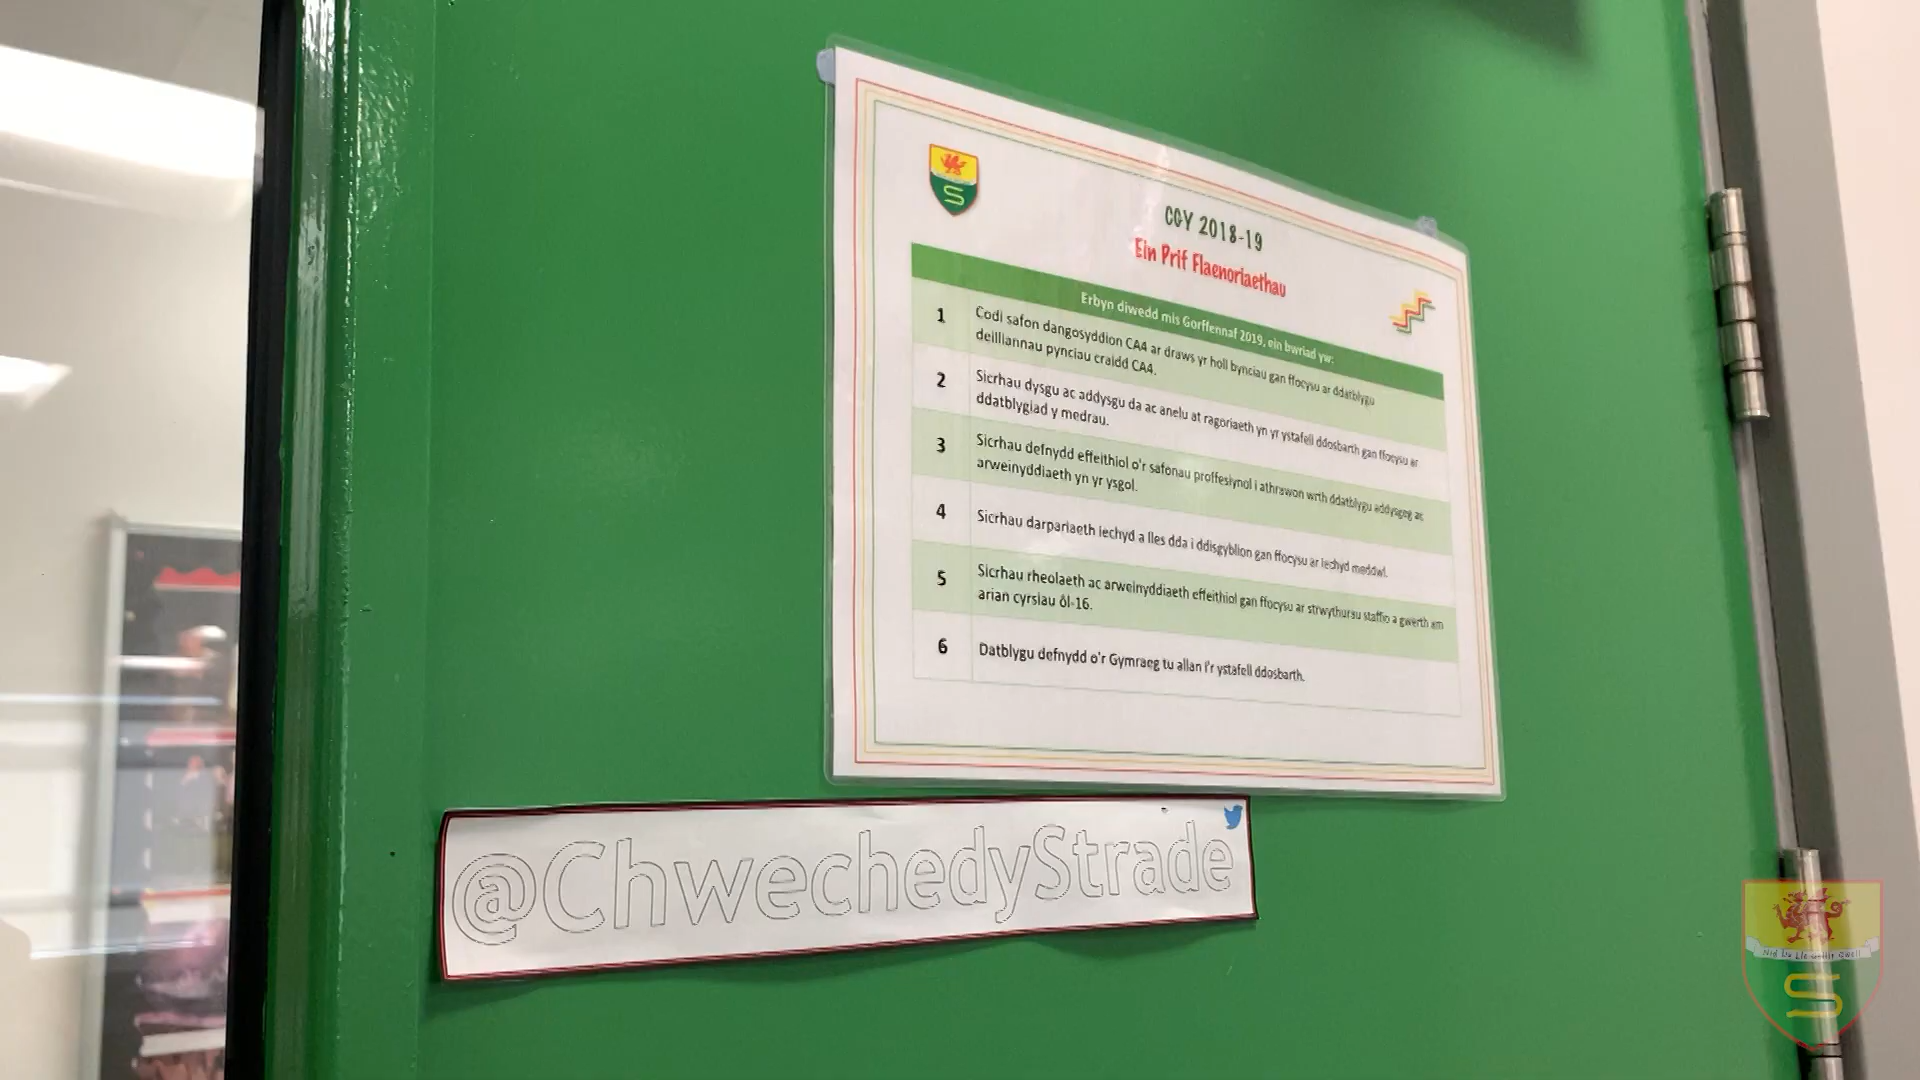 CGY 2018-19
Ein Prif Flaenoriaethau
Erbyn diwedd mis Gorffennaf 2019, ein bwriad yw:
1 Codi safon dangosyddion CA4 ar draws yr holl bynciau gan ffocysu ar ddatblygu
deilliannau pynciau craidd CA4.
2 Sicrhau dysgu ac addysgu da ac anelu at ragoriaeth yn yr ystafell ddosbarth gan ffocysu ar
ddatblygiad y medrau.
3 Sicrhau defnydd effeithiol o'r safonau proffesiynol i athrawon wrth ddatblygu addysgeg ac
arweinyddiaeth yn yr ysgol.
4 Sicrhau darpariaeth iechyd a lles dda i ddisgyblion gan ffocysu ar iechyd meddwl.
5 Sicrhau rheolaeth ac arweinyddiaeth effeithiol gan ffocysu ar strwythurau staffio a gwerth am
arian cyrsiau ôl-16.
6 Datblygu defnydd o'r Gymraeg tu allan i'r ystafell ddosbarth.
@ChwechedyStrade
S